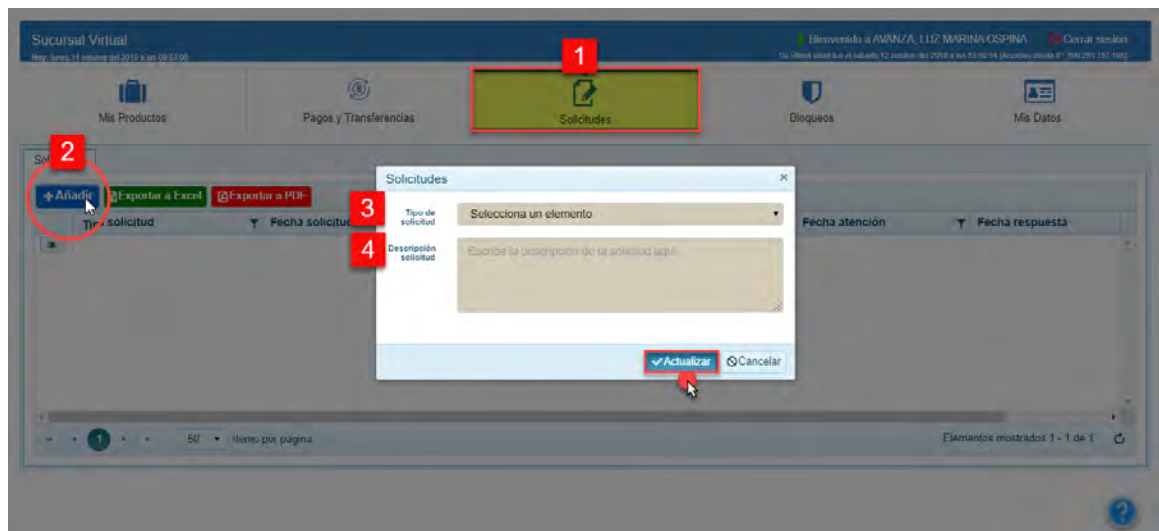 Sucursal Virtual
Bienvenido a AVANZA, LUZ MARINA OSPINA
Cerrar sesión
1
Mis Productos
Pagos y Transferencias
Solicitudes
Bloqueos
Mis Datos
2
+Añadir
Exportar a Excel
Exportar a PDF
solicitud
Fecha solicitud
Fecha atención
Fecha respuesta
Solicitudes
×
3
Tipo de solicitud
Selecciona un elemento
4
Descripción solicitud
Escriba la descripción de la solicitud aquí
Actualizar
Cancelar
1
50
ítems por página
Elementos mostrados 1 - 1 de 1
?